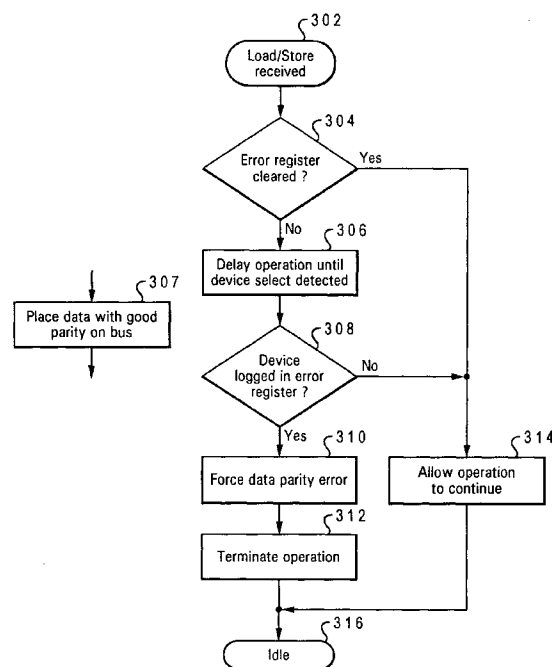 302
Load/Store
received
304
Error register
cleared ?
Yes
No
306
Delay operation until
device select detected
307
Place data with good
parity on bus
308
Device
logged in error
register ?
No
Yes
310
Force data parity error
314
Allow operation
to continue
312
Terminate operation
316
Idle